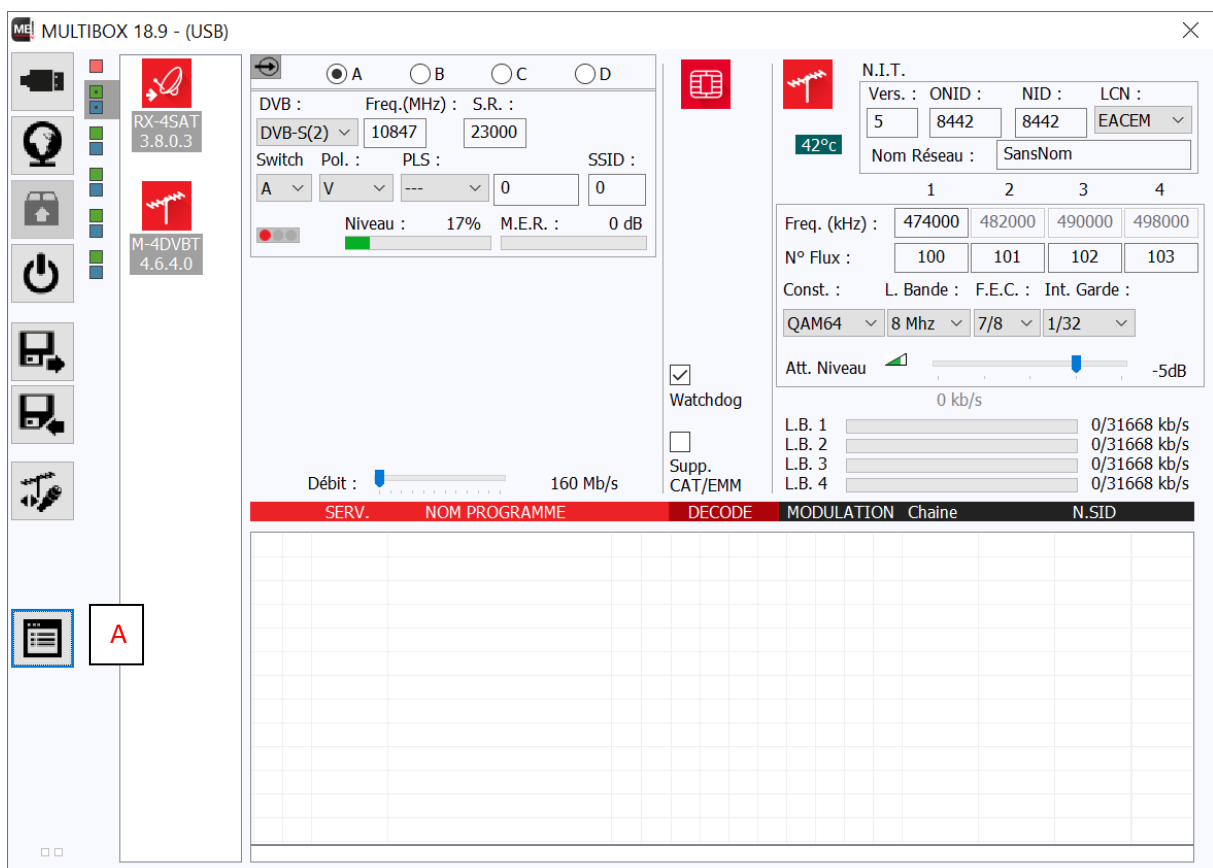 MULTIBOX 18.9 - (USB)
RX-4SAT
3.8.0.3
M-4DVBT
4.6.4.0
A
A B C D
DVB : Freq.(MHz) : S.R. :
DVB-S(2) 10847 23000
Switch Pol. : PLS : SSID :
A V --- 0 0
Niveau : 17% M.E.R. : 0 dB
Débit : 160 Mb/s
Watchdog
Supp.
CAT/EMM
42°c
N.I.T.
Vers. : ONID : NID : LCN :
5 8442 8442 EACEM
Nom Réseau : SansNom
1 2 3 4
Freq. (kHz) : 474000 482000 490000 498000
N° Flux : 100 101 102 103
Const. : L. Bande : F.E.C. : Int. Garde :
QAM64 8 Mhz 7/8 1/32
Att. Niveau -5dB
0 kb/s
L.B. 1 0/31668 kb/s
L.B. 2 0/31668 kb/s
L.B. 3 0/31668 kb/s
L.B. 4 0/31668 kb/s
SERV. NOM PROGRAMME DECODE MODULATION Chaine N.SID